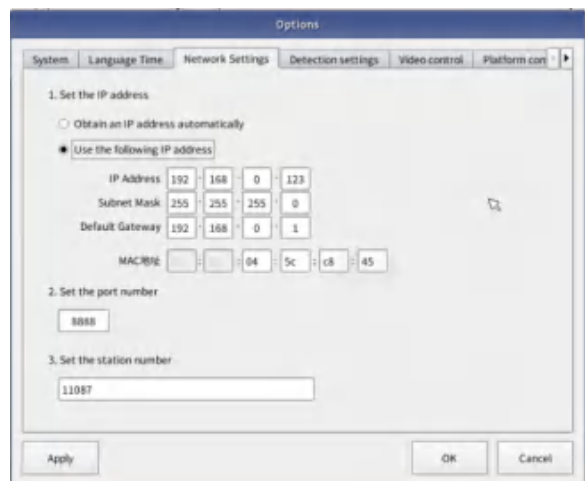 Options
System Language Time Network Settings Detection settings Video control Platform con
1. Set the IP address
Obtain an IP address automatically
Use the following IP address
IP Address 192 168 0 123
Subnet Mask 255 255 255 0
Default Gateway 192 168 0 1
MAC地址 : : 04 : 5c : c8 : 45
2. Set the port number
8888
3. Set the station number
11087
Apply OK Cancel